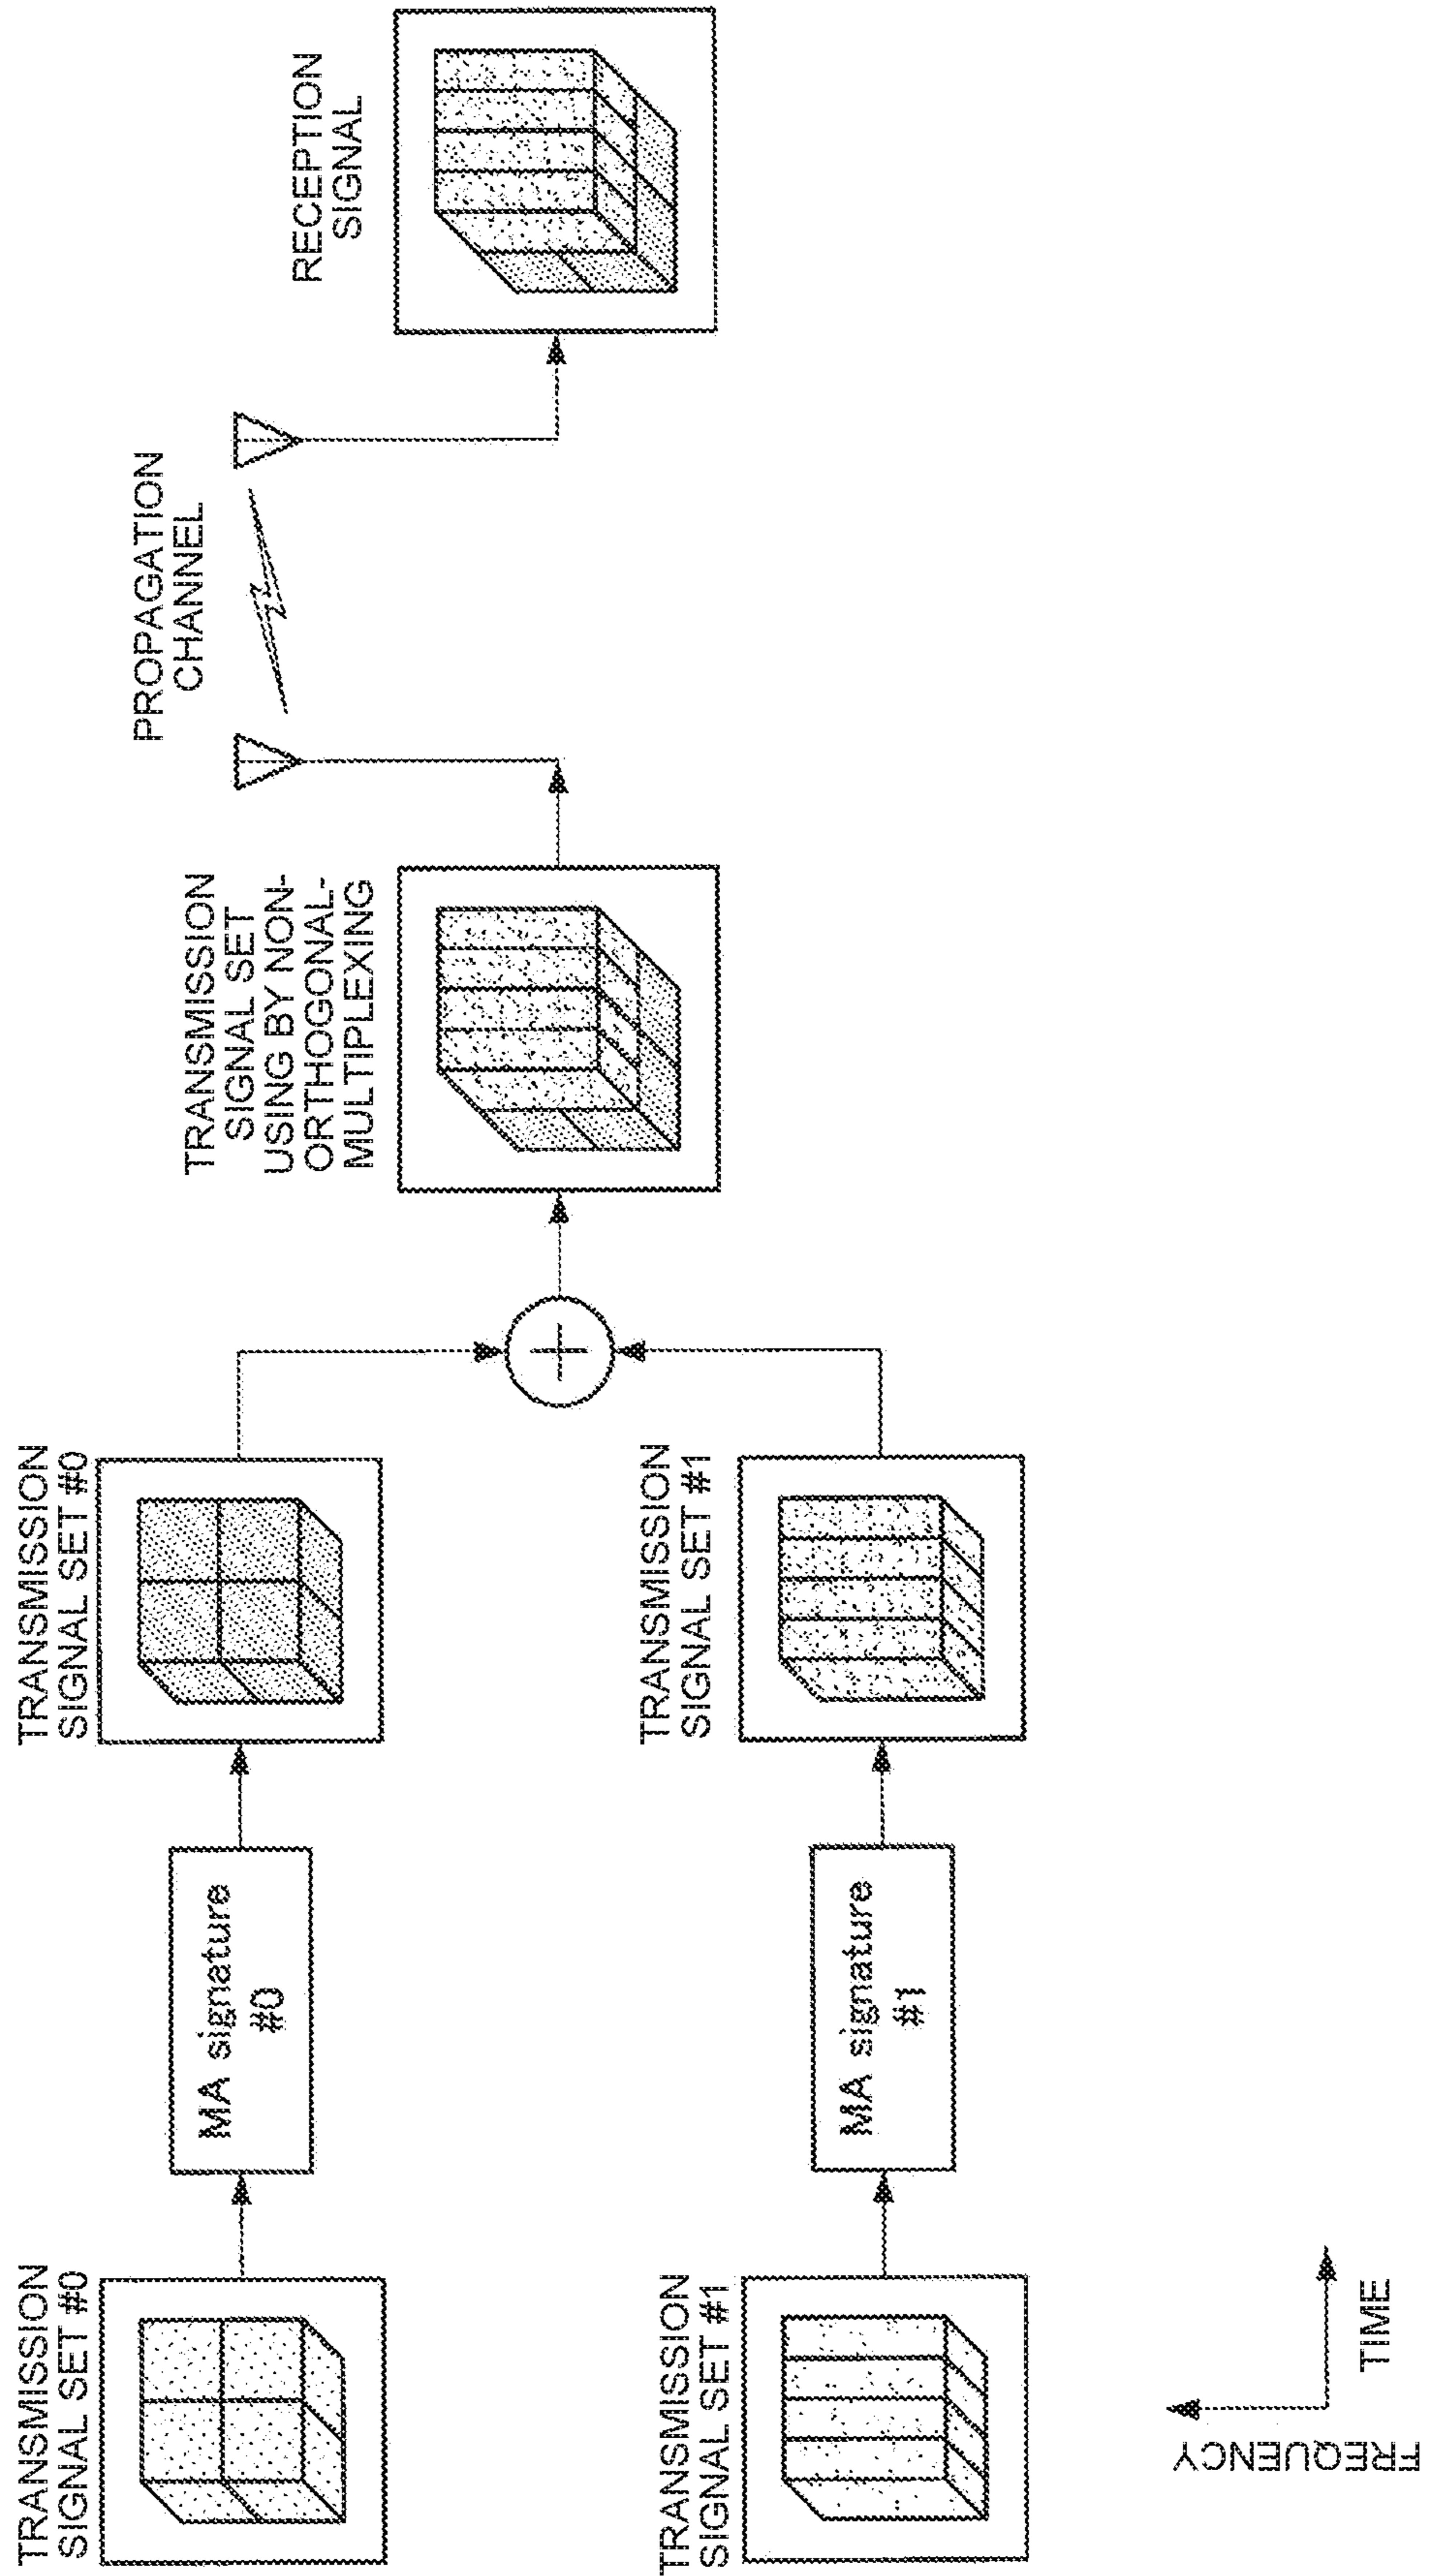 TRANSMISSION
SIGNAL SET #0
MA signature
#0
TRANSMISSION
SIGNAL SET #0
TRANSMISSION
SIGNAL SET #1
MA signature
#1
TRANSMISSION
SIGNAL SET #1
TRANSMISSION
SIGNAL SET
USING BY NON-
ORTHOGONAL-
MULTIPLEXING
PROPAGATION
CHANNEL
RECEPTION
SIGNAL
FREQUENCY
TIME